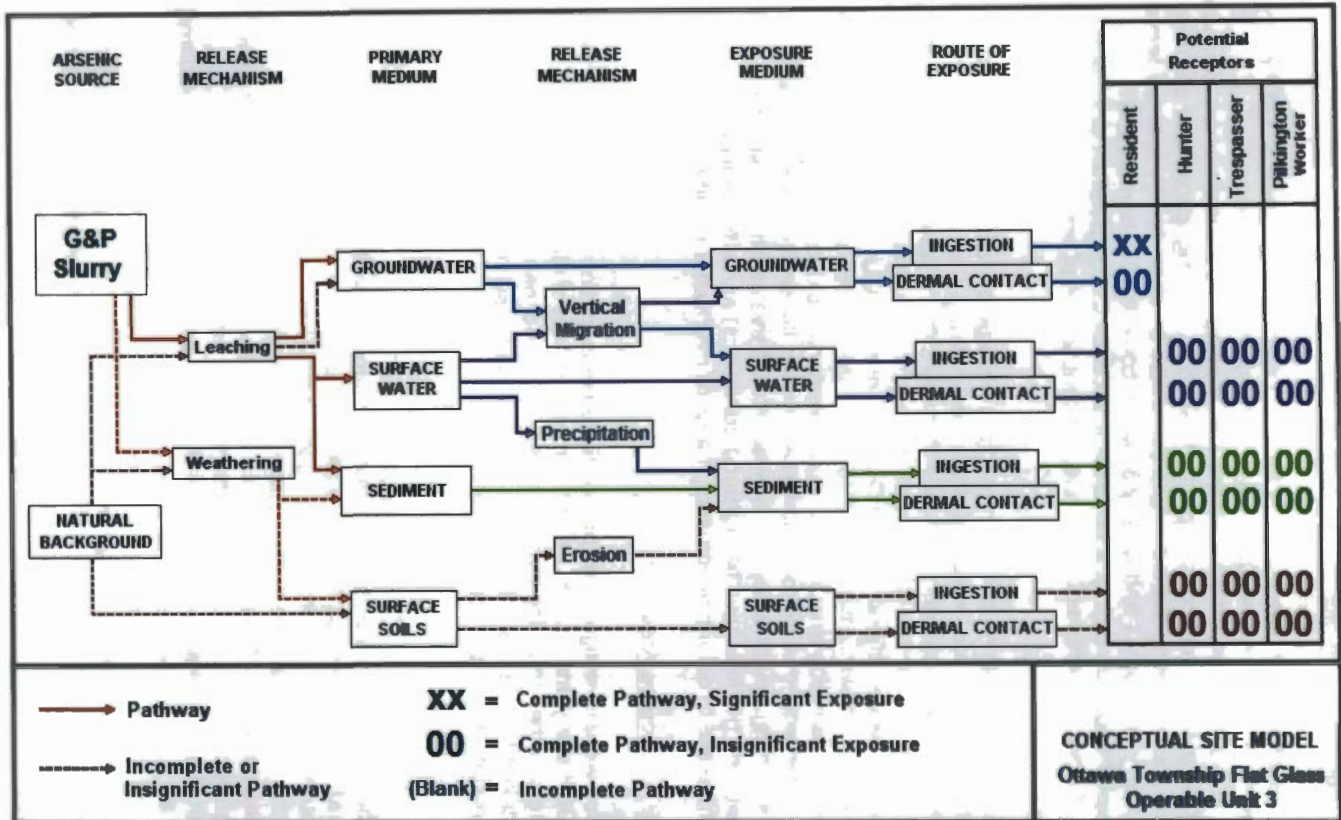 ARSENIC
SOURCE
RELEASE
MECHANISM
PRIMARY
MEDIUM
RELEASE
MECHANISM
EXPOSURE
MEDIUM
ROUTE OF
EXPOSURE
Potential
Receptors
Resident
Hunter
Trespasser
Pilkington
Worker
G&P
Slurry
NATURAL
BACKGROUND
Leaching
Weathering
GROUNDWATER
SURFACE
WATER
SEDIMENT
SURFACE
SOILS
Vertical
Migration
Precipitation
Erosion
GROUNDWATER
SURFACE
WATER
SEDIMENT
SURFACE
SOILS
INGESTION
XX
DERMAL CONTACT
00
INGESTION
00 00 00
DERMAL CONTACT
00 00 00
INGESTION
00 00 00
DERMAL CONTACT
00 00 00
INGESTION
00 00 00
DERMAL CONTACT
00 00 00
Pathway
Incomplete or
Insignificant Pathway
XX = Complete Pathway, Significant Exposure
00 = Complete Pathway, Insignificant Exposure
(Blank) = Incomplete Pathway
CONCEPTUAL SITE MODEL
Ottawa Township Flat Glass
Operable Unit 3